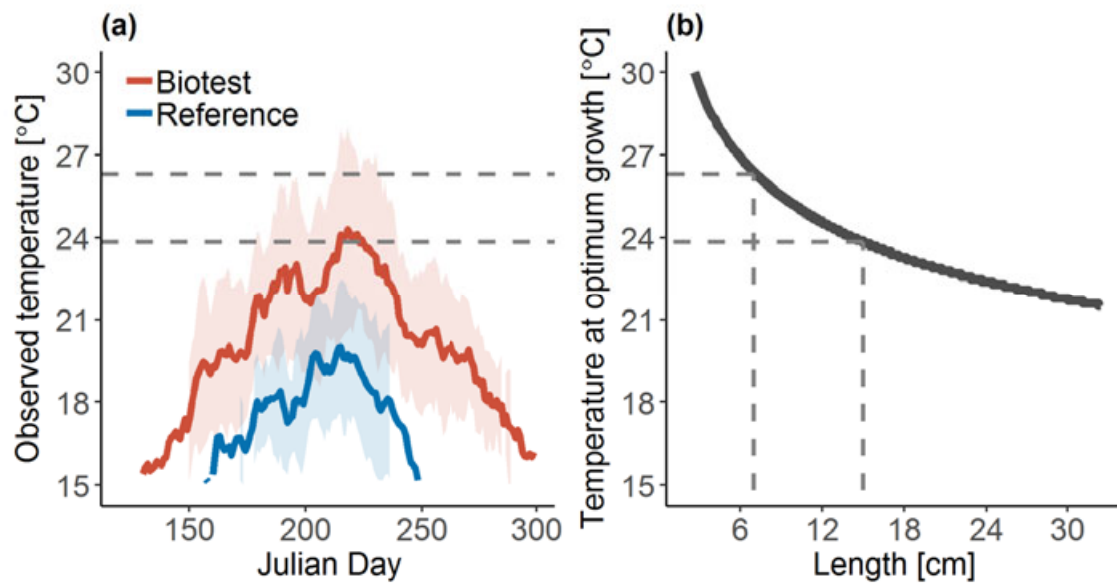 (a)
Observed temperature [°C]
30
27
24
21
18
15
Biotest
Reference
150
200
250
300
Julian Day
(b)
Temperature at optimum growth [°C]
30
27
24
21
18
15
6
12
18
24
30
Length [cm]